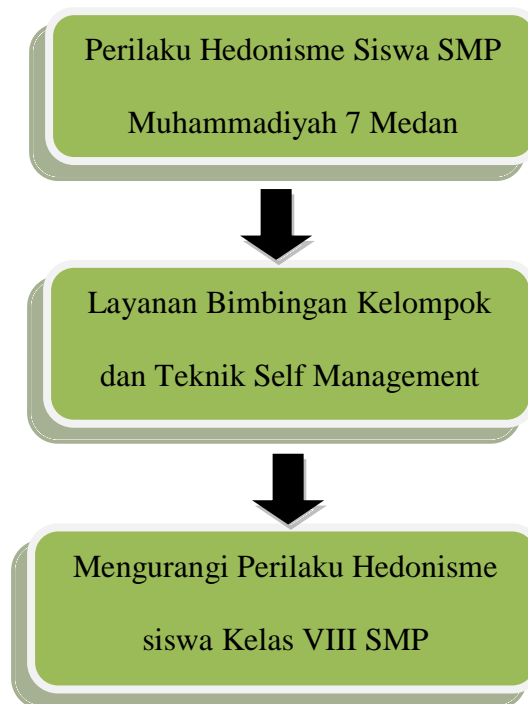 Perilaku Hedonisme Siswa SMP
Muhammadiyah 7 Medan
Layanan Bimbingan Kelompok
dan Teknik Self Management
Mengurangi Perilaku Hedonisme
siswa Kelas VIII SMP